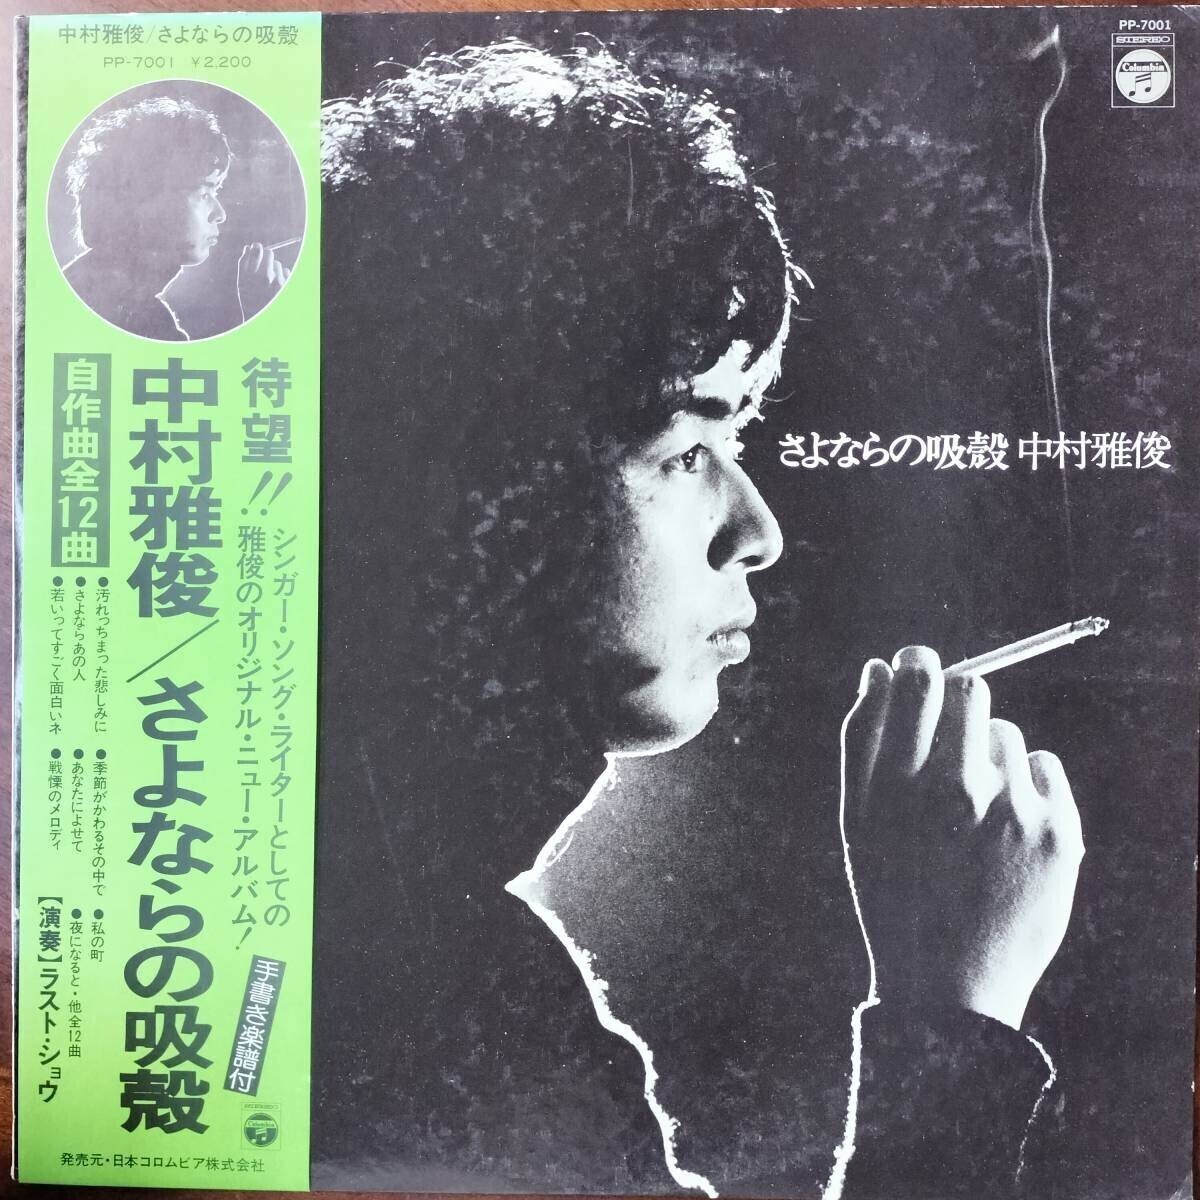 中村雅俊/さよならの吸殻
PP-7001 ¥2,200
待望!!
シンガー・ソング・ライターとしての
雅俊のオリジナル・ニュー・アルバム!
手書き楽譜付
中村雅俊/さよならの吸殻
自作曲全12曲
●汚れっちまった悲しみに
●さよならあの人
●若いってすごく面白いネ
●季節がかわるその中で
●あなたによせて
●戦慄のメロディ
●私の町
●夜になると・他全12曲
【演奏】ラスト・ショウ
STEREO
Columbia
発売元・日本コロムビア株式会社
PP-7001
STEREO
Columbia
さよならの吸殻 中村雅俊